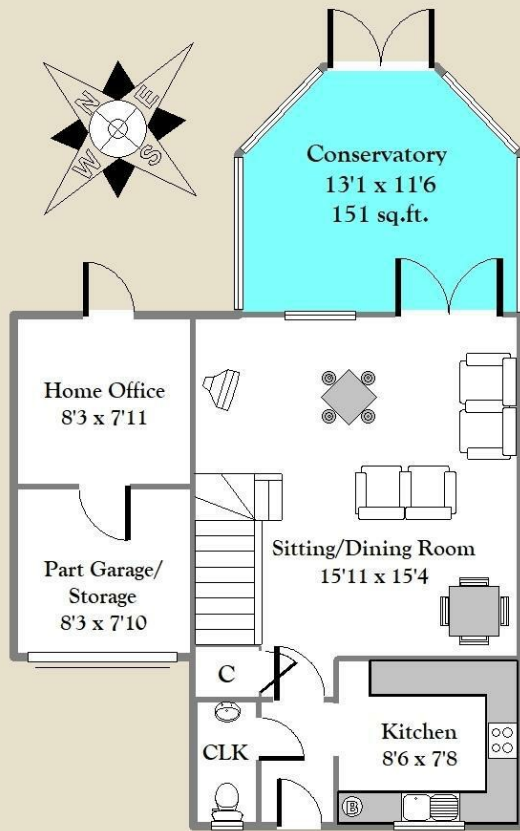 N
E
W
S
Conservatory
13'1 x 11'6
151 sq.ft.
Home Office
8'3 x 7'11
Sitting/Dining Room
15'11 x 15'4
Part Garage/
Storage
8'3 x 7'10
C
CLK
Kitchen
8'6 x 7'8
B